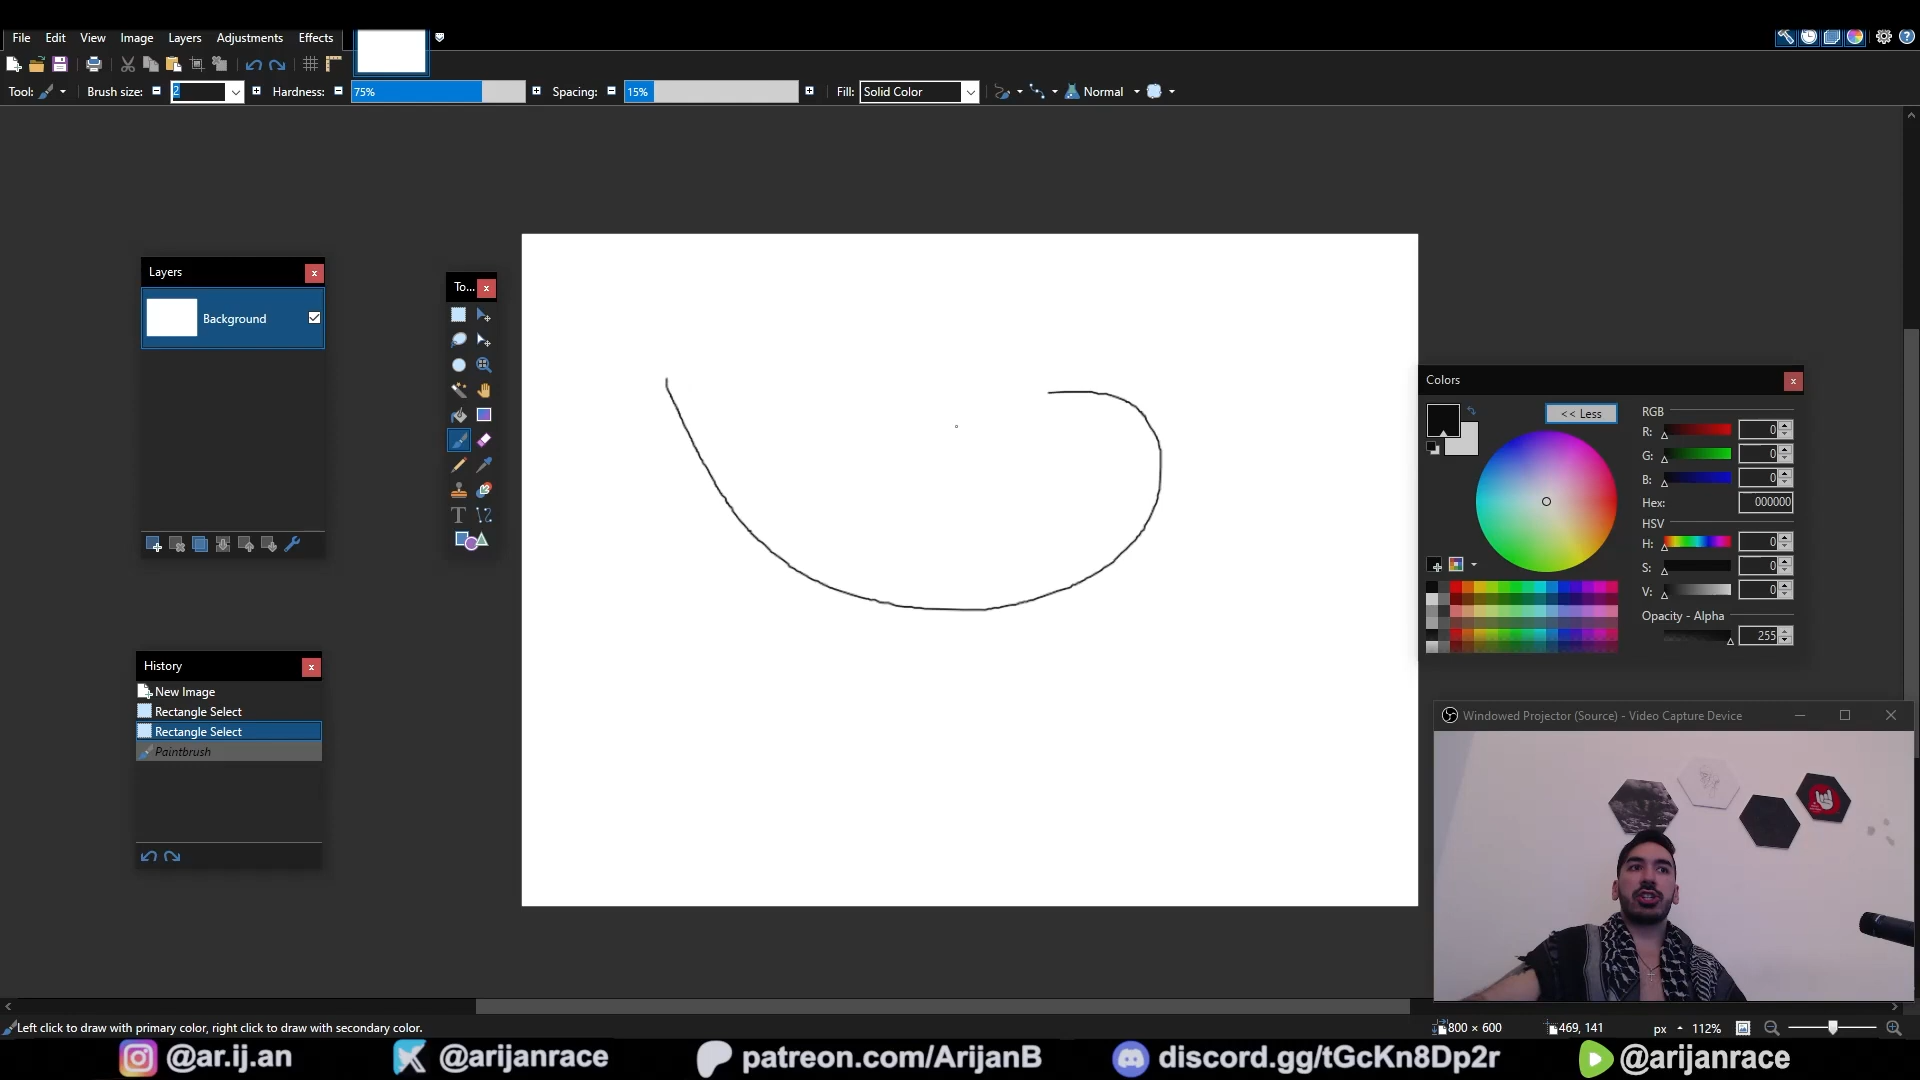 File Edit View Image Layers Adjustments Effects
Tool: Brush size: 2 Hardness: 75% Spacing: 15% Fill: Solid Color Normal
Layers
Background
To...
Colors
<< Less
RGB
R: 0
G: 0
B: 0
Hex: 000000
HSV
H: 0
S: 0
V: 0
Opacity - Alpha
255
History
New Image
Rectangle Select
Rectangle Select
Paintbrush
Windowed Projector (Source) - Video Capture Device
Left click to draw with primary color, right click to draw with secondary color.
800 × 600 469, 141 px 112%
@ar.ij.an @arijanrace patreon.com/ArijanB discord.gg/tGcKn8Dp2r @arijanrace